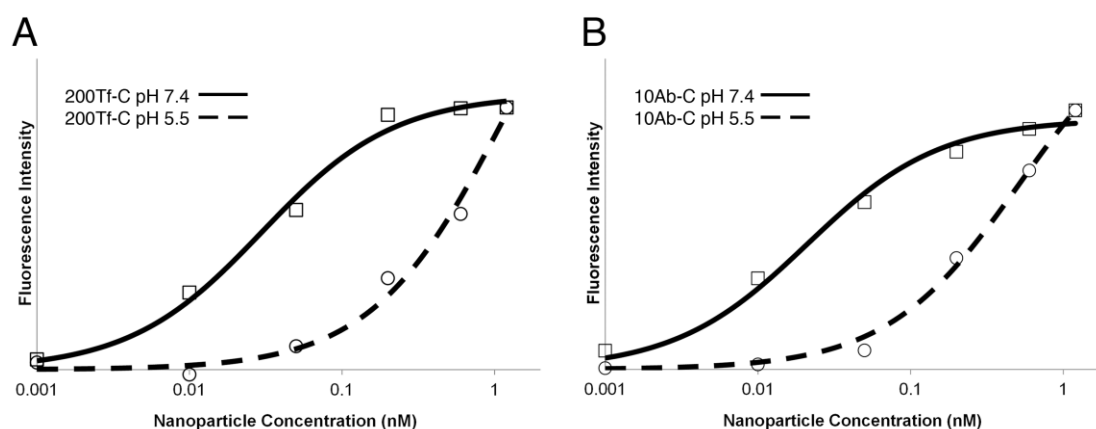 A
200Tf-C pH 7.4
200Tf-C pH 5.5
Fluorescence Intensity
0.001
0.01
0.1
1
Nanoparticle Concentration (nM)
B
10Ab-C pH 7.4
10Ab-C pH 5.5
Fluorescence Intensity
0.001
0.01
0.1
1
Nanoparticle Concentration (nM)